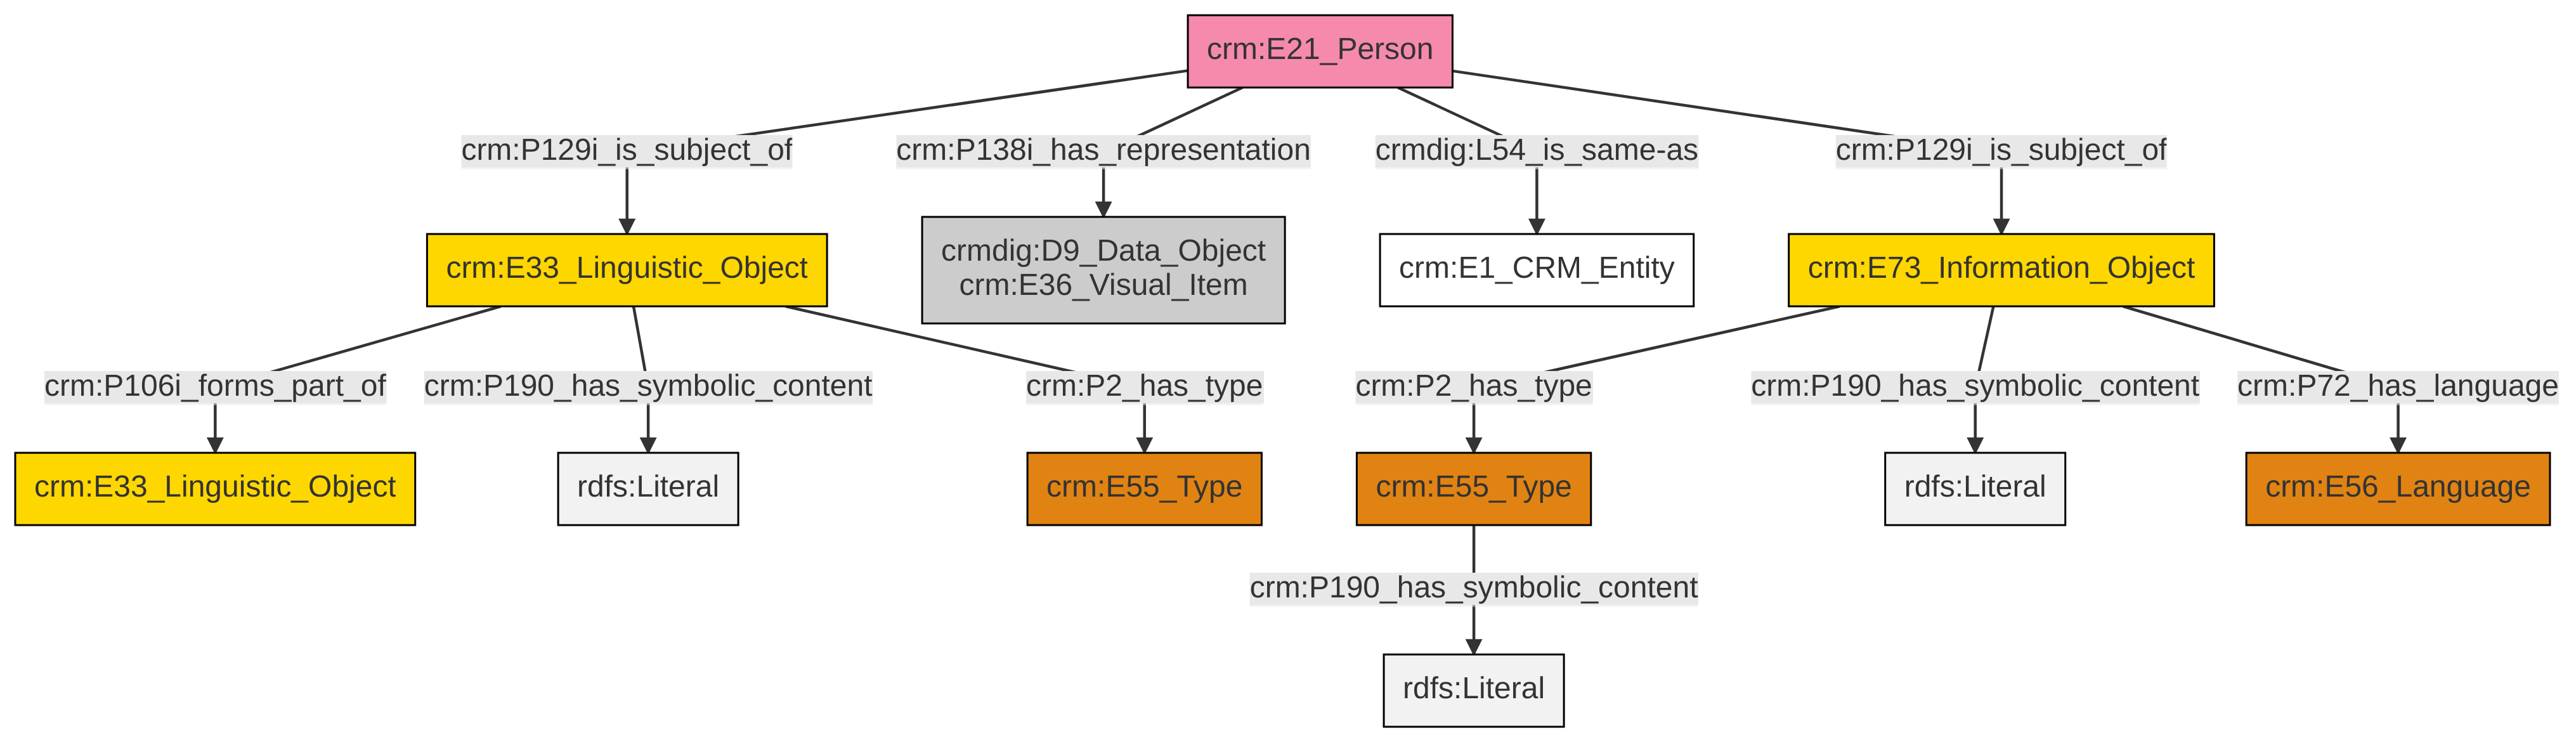 crm:E21_Person
crm:P129i_is_subject_of
crm:P138i_has_representation
crmdig:L54_is_same-as
crm:P129i_is_subject_of
crm:E33_Linguistic_Object
crmdig:D9_Data_Object
crm:E36_Visual_Item
crm:E1_CRM_Entity
crm:E73_Information_Object
crm:P106i_forms_part_of
crm:P190_has_symbolic_content
crm:P2_has_type
crm:P2_has_type
crm:P190_has_symbolic_content
crm:P72_has_language
crm:E33_Linguistic_Object
rdfs:Literal
crm:E55_Type
crm:E55_Type
rdfs:Literal
crm:E56_Language
crm:P190_has_symbolic_content
rdfs:Literal